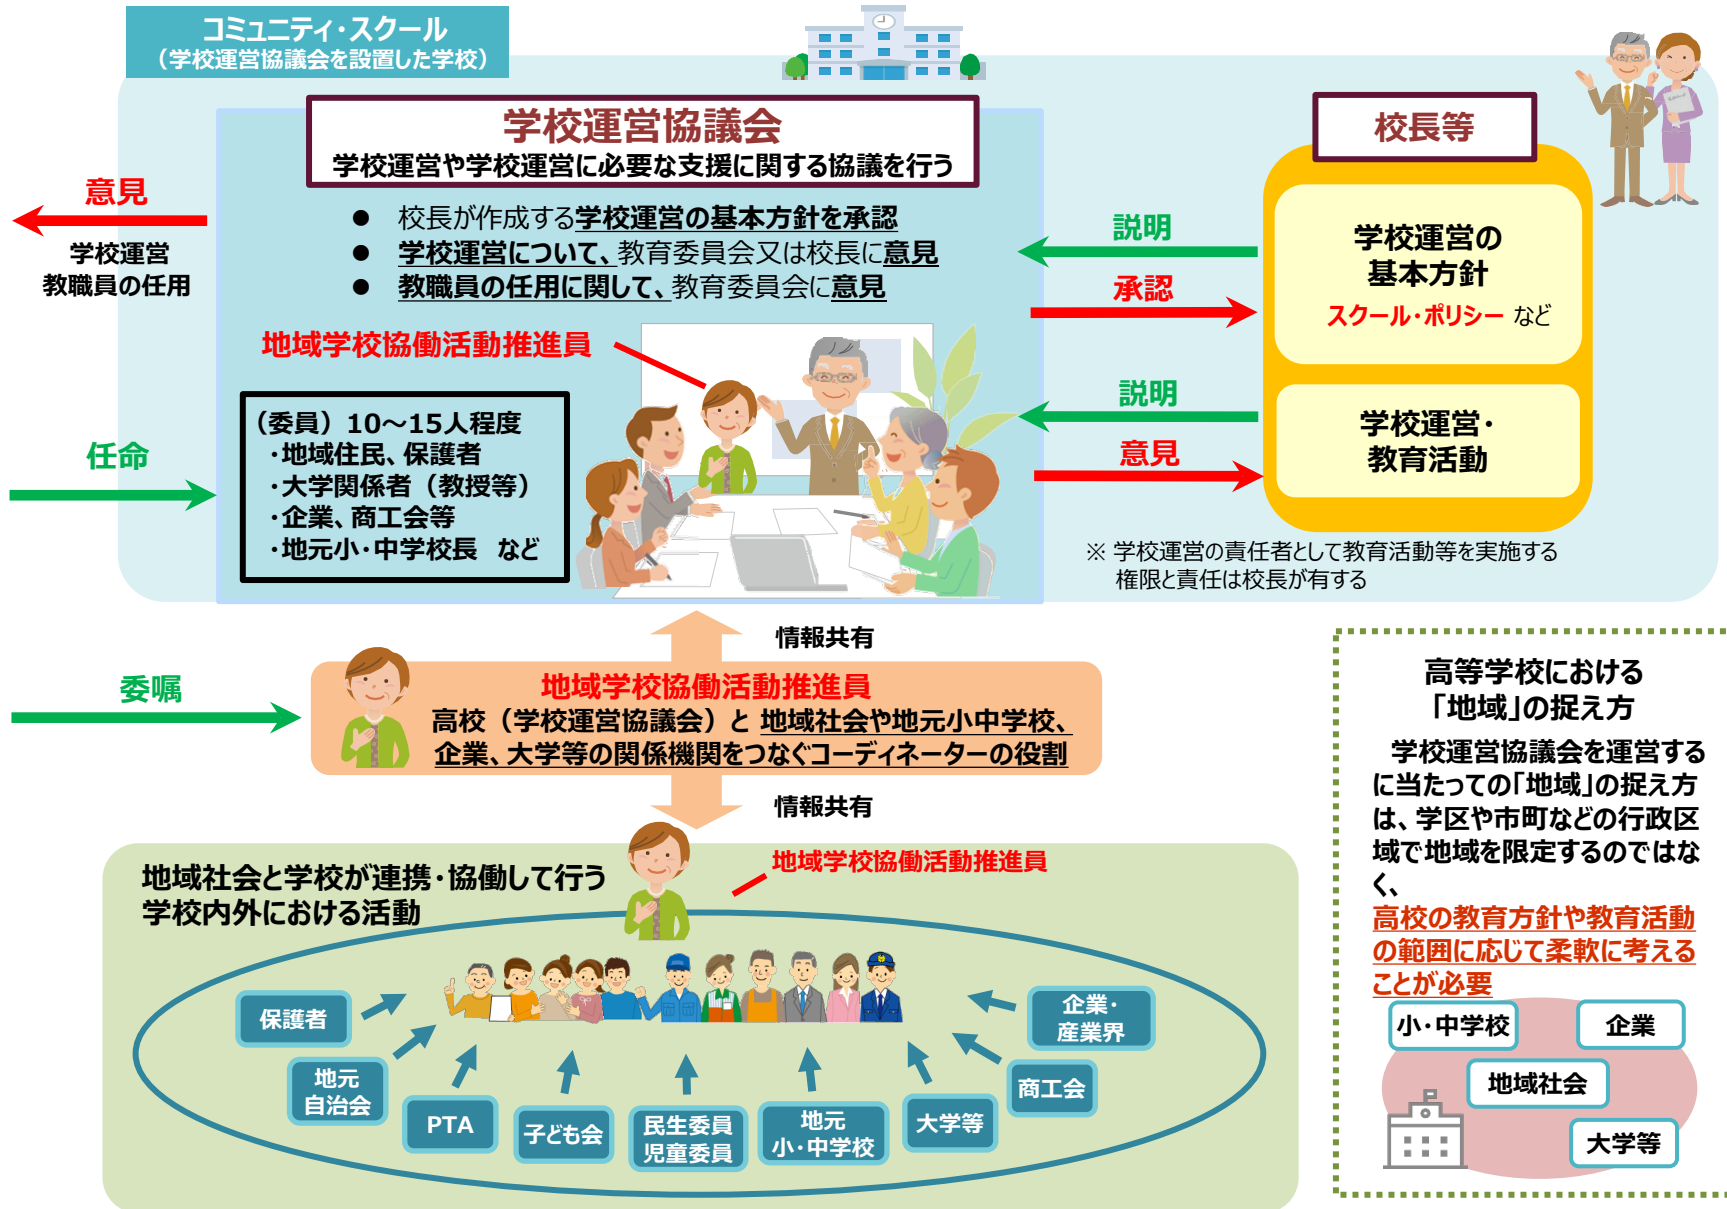 コミュニティ・スクール
（学校運営協議会を設置した学校）
学校運営協議会
学校運営や学校運営に必要な支援に関する協議を行う
● 校長が作成する学校運営の基本方針を承認
● 学校運営について、教育委員会又は校長に意見
● 教職員の任用に関して、教育委員会に意見
意見
学校運営
教職員の任用
任命
地域学校協働活動推進員
（委員）10～15人程度
・地域住民、保護者
・大学関係者（教授等）
・企業、商工会等
・地元小・中学校長 など
説明
承認
説明
意見
校長等
学校運営の
基本方針
スクール・ポリシー など
学校運営・
教育活動
※ 学校運営の責任者として教育活動等を実施する
権限と責任は校長が有する
情報共有
委嘱
地域学校協働活動推進員
高校（学校運営協議会）と 地域社会や地元小中学校、
企業、大学等の関係機関をつなぐコーディネーターの役割
情報共有
地域社会と学校が連携・協働して行う
学校内外における活動
地域学校協働活動推進員
保護者
地元
自治会
PTA
子ども会
民生委員
児童委員
地元
小・中学校
大学等
商工会
企業・
産業界
高等学校における
「地域」の捉え方
学校運営協議会を運営する
に当たっての「地域」の捉え方
は、学区や市町などの行政区
域で地域を限定するのではな
く、
高校の教育方針や教育活動
の範囲に応じて柔軟に考える
ことが必要
小・中学校
企業
地域社会
大学等